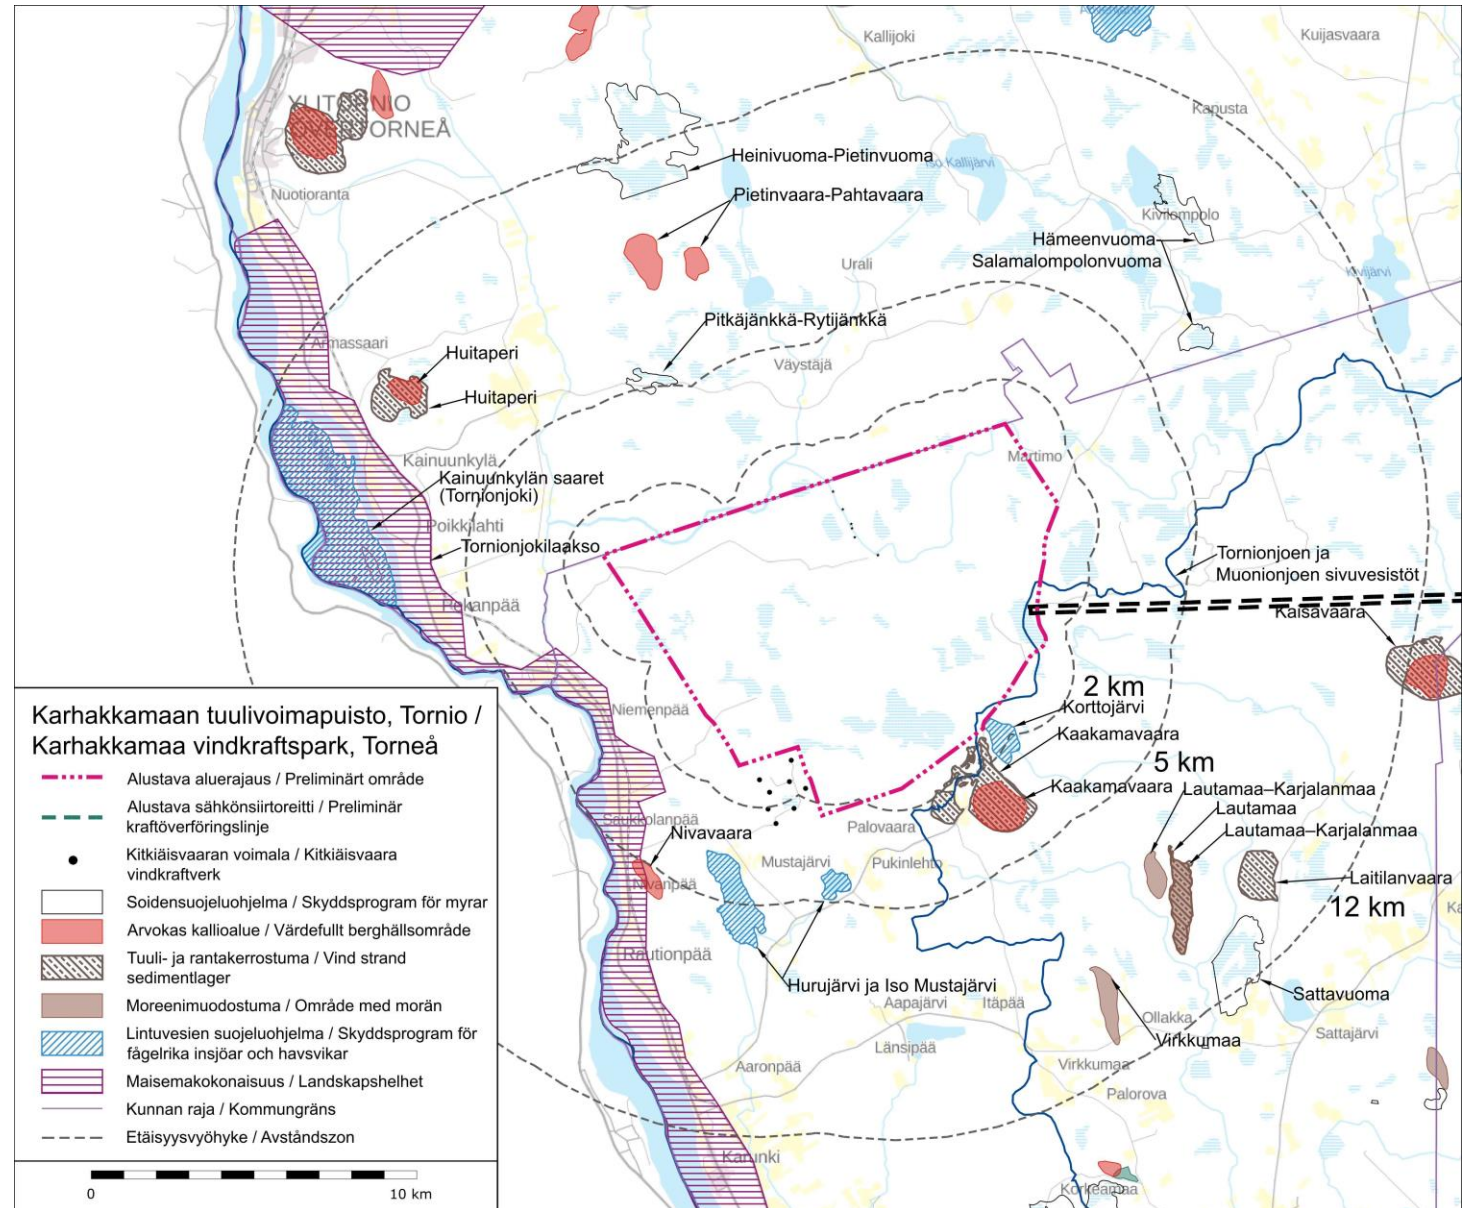 Kallijoki
Kuijasvaara
YLITORNIO
ÖVERTORNEÅ
Kapusta
Heinivuoma-Pietinvuoma
Iso Kallijärvi
Nuotioranta
Pietinvaara-Pahtavaara
Kivilompolo
Hämeenvuoma
Salamalompolonvuoma
Urali
Kivijärvi
Pitkäjänkkä-Rytijänkkä
Armassaari
Huitaperi
Väystäjä
Huitaperi
Kainuunkylä
Martimo
Kainuunkylän saaret
(Tornionjoki)
Poikkilahti
Tornionjokilaakso
Tornionjoen ja
Muonionjoen sivuvesistöt
Pekanpää
Kaisavaara
2 km
Korttojärvi
Niemenpää
Kaakamavaara
5 km
Kaakamavaara
Lautamaa–Karjalanmaa
Lautamaa
Lautamaa–Karjalanmaa
Saukkolanpää
Nivavaara
Palovaara
Mustajärvi
Pukinlehto
Laitilanvaara
Nivanpää
12 km
Rautionpää
Hurujärvi ja Iso Mustajärvi
Aapajärvi
Itäpää
Sattavuoma
Ollakka
Virkkumaa
Sattajärvi
Länsipää
Aaronpää
Virkkumaa
Palorova
Karunki
Korkeamaa
Karhakkamaan tuulivoimapuisto, Tornio /
Karhakkamaa vindkraftspark, Torneå
Alustava aluerajaus / Preliminärt område
Alustava sähkönsiirtoreitti / Preliminär
kraftöverföringslinje
Kitkiäisvaaran voimala / Kitkiäisvaara
vindkraftverk
Soidensuojeluohjelma / Skyddsprogram för myrar
Arvokas kallioalue / Värdefullt berghällsområde
Tuuli- ja rantakerrostuma / Vind strand
sedimentlager
Moreenimuodostuma / Område med morän
Lintuvesien suojeluohjelma / Skyddsprogram för
fågelrika insjöar och havsvikar
Maisemakokonaisuus / Landskapshelhet
Kunnan raja / Kommungräns
Etäisyysvyöhyke / Avståndszon
0
10 km